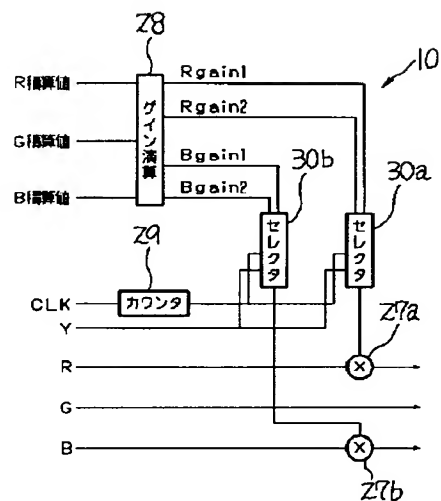 28
10
R積算値
G積算値
B積算値
ゲイン演算
Rgain1
Rgain2
Bgain1
Bgain2
30b
30a
セレクタ
セレクタ
29
CLK
カウンタ
Y
R
×
27a
G
B
×
27b